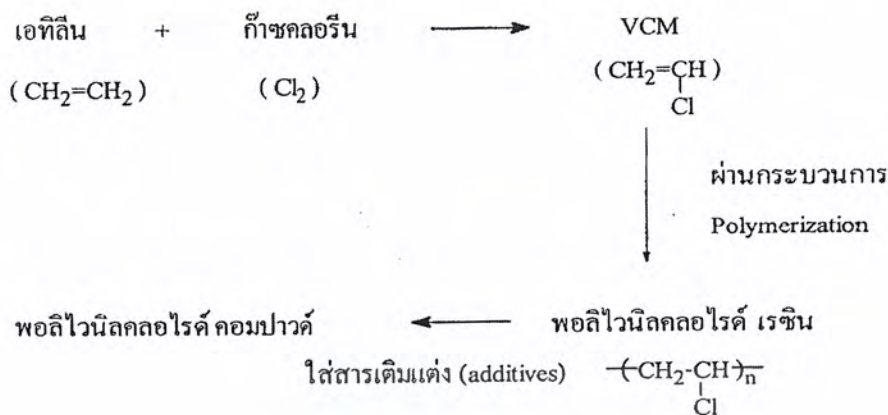 เอทิลีน + ก๊าซคลอรีน VCM
(CH₂=CH₂) (Cl₂) (CH₂=CH)
Cl
ผ่านกระบวนการ
Polymerization
พอลิไวนิลคลอไรด์ คอมปาวด์ พอลิไวนิลคลอไรด์ เรซิน
ใส่สารเติมแต่ง (additives) (CH₂-CH)n
Cl